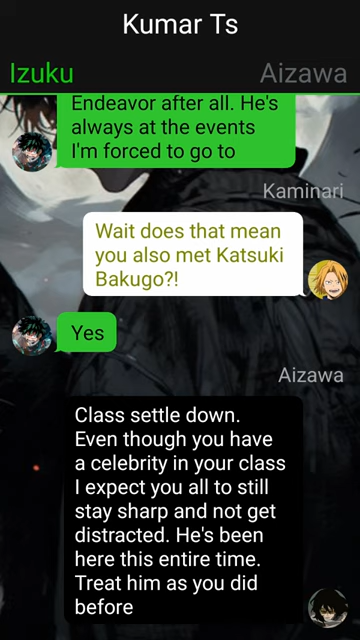 Kumar Ts
Izuku
Aizawa
Endeavor after all. He's
always at the events
I'm forced to go to
Kaminari
Wait does that mean
you also met Katsuki
Bakugo?!
Yes
Aizawa
Class settle down.
Even though you have
a celebrity in your class
I expect you all to still
stay sharp and not get
distracted. He's been
here this entire time.
Treat him as you did
before